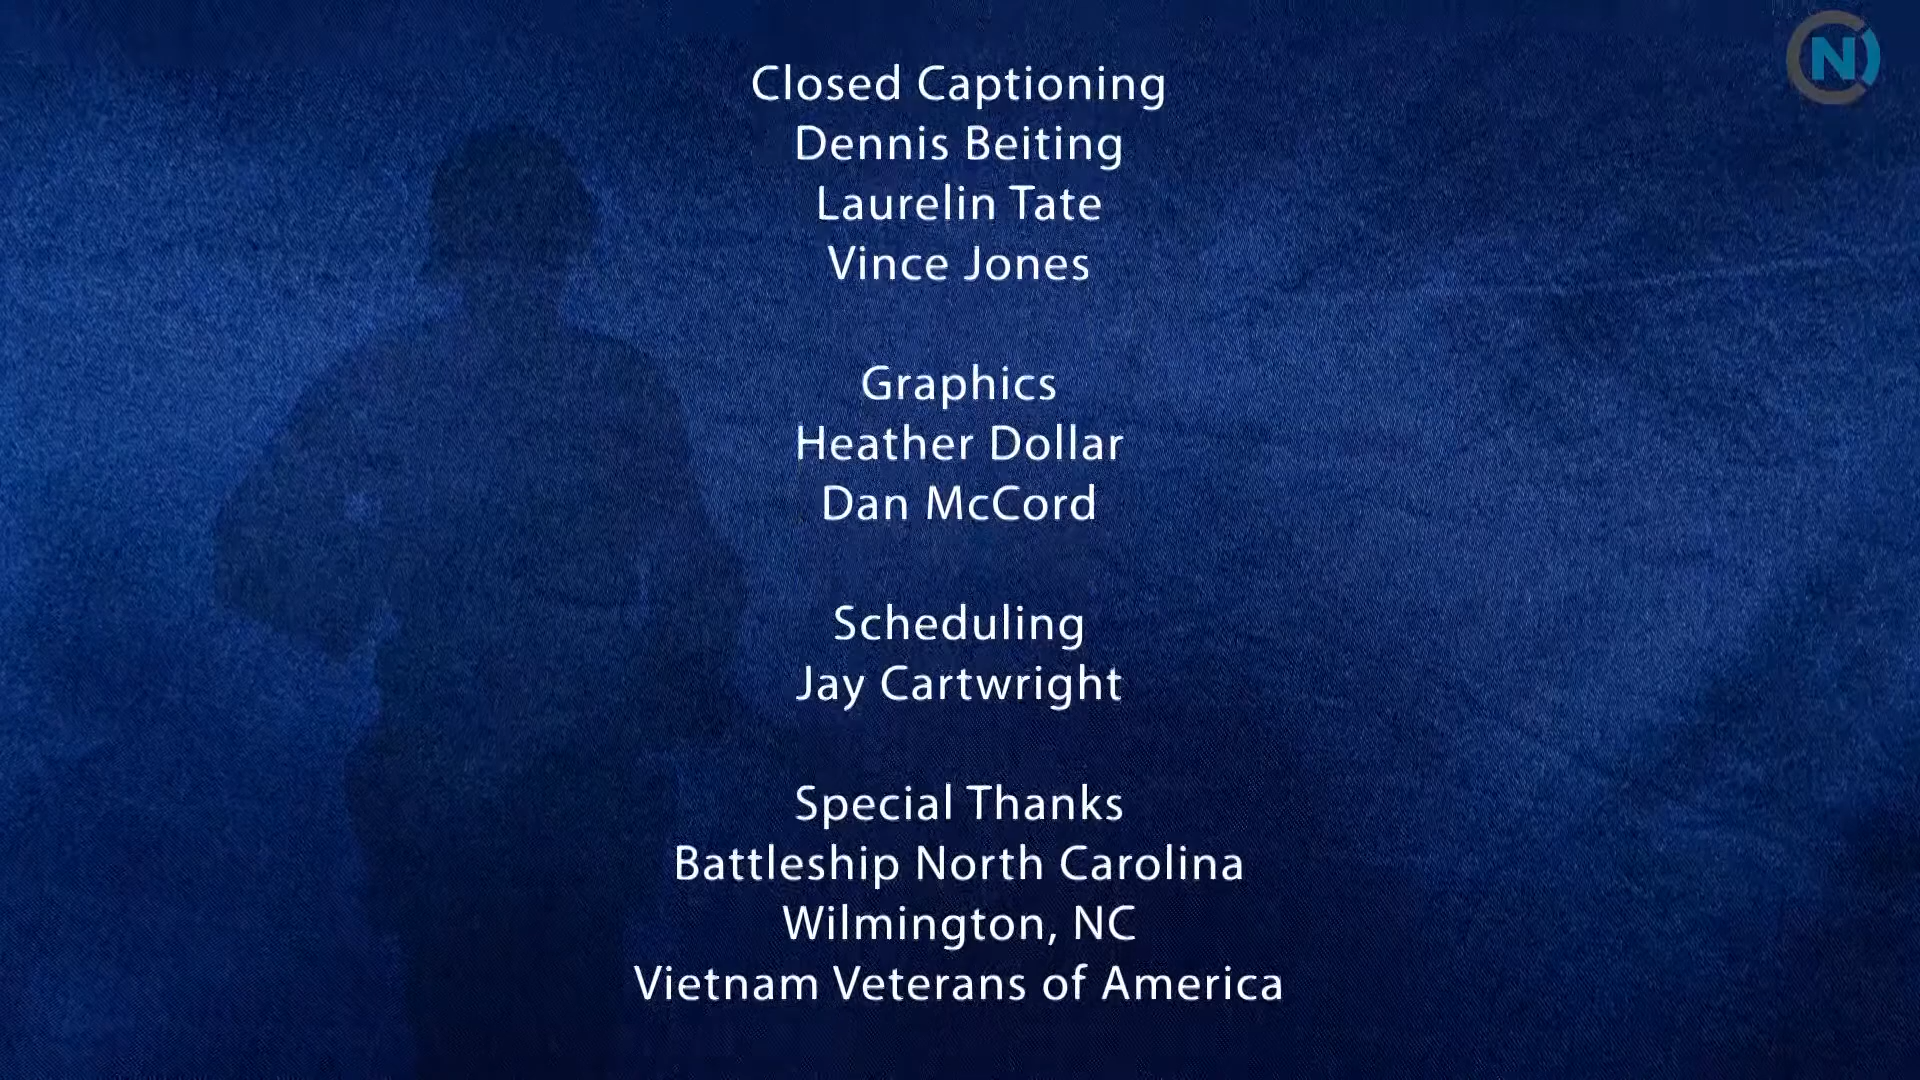 Closed Captioning
Dennis Beiting
Laurelin Tate
Vince Jones
Graphics
Heather Dollar
Dan McCord
Scheduling
Jay Cartwright
Special Thanks
Battleship North Carolina
Wilmington, NC
Vietnam Veterans of America
CN